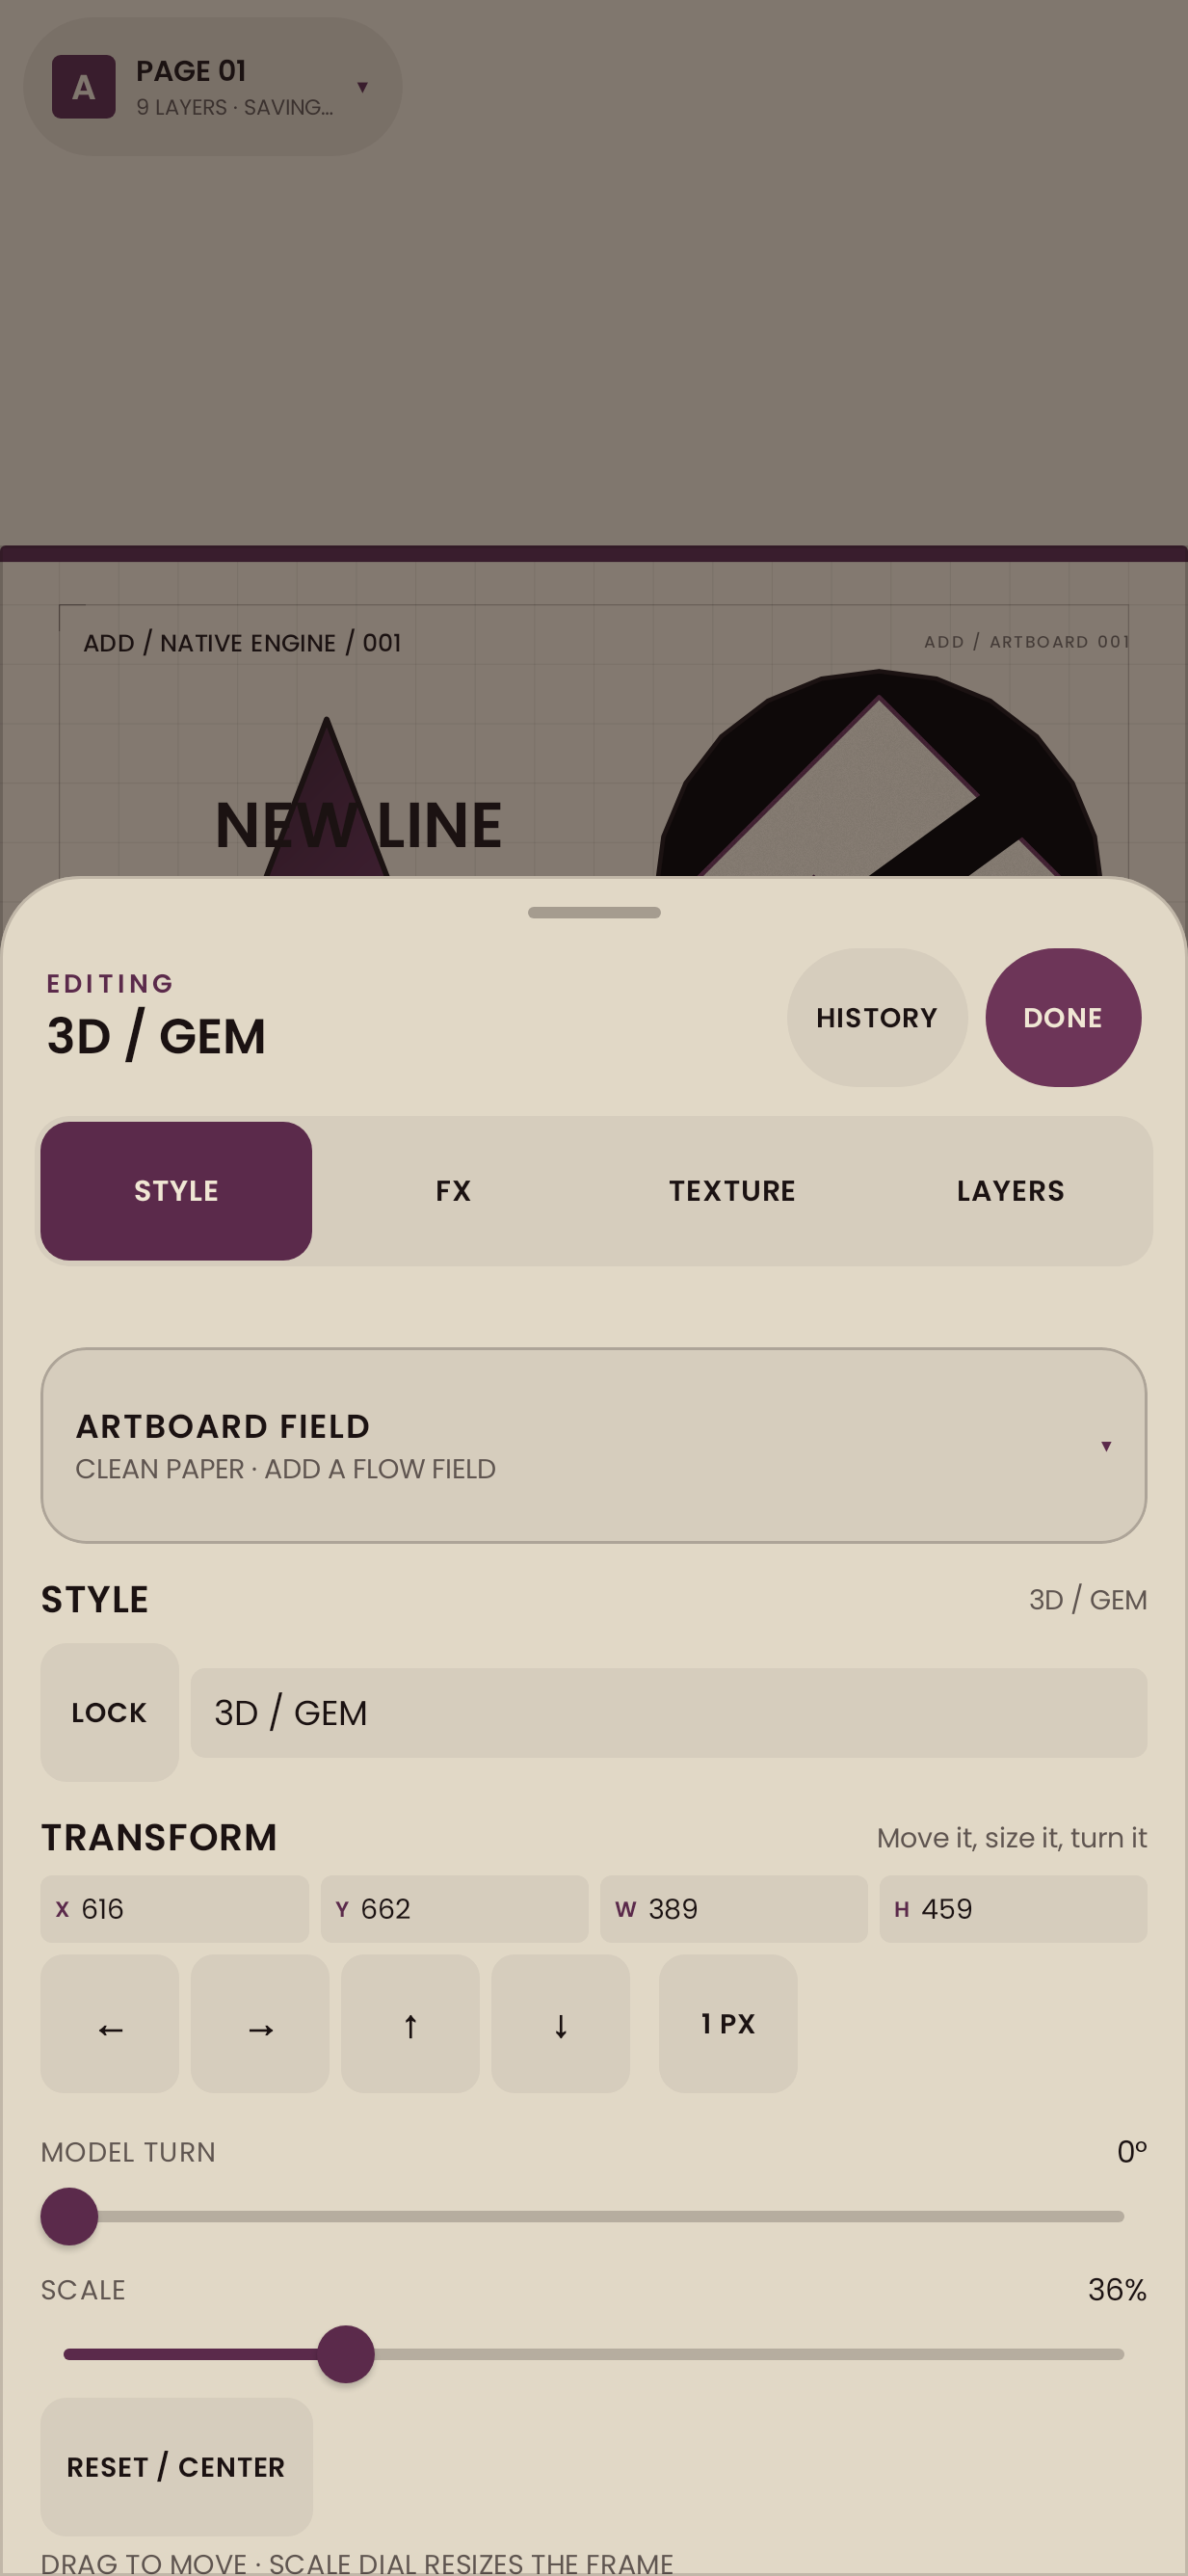 A
PAGE 01
9 LAYERS · SAVING...
▼
ADD / NATIVE ENGINE / 001
ADD / ARTBOARD 001
NEW LINE
EDITING
3D / GEM
HISTORY
DONE
STYLE
FX
TEXTURE
LAYERS
ARTBOARD FIELD
CLEAN PAPER · ADD A FLOW FIELD
▼
STYLE
3D / GEM
LOCK
3D / GEM
TRANSFORM
Move it, size it, turn it
X 616
Y 662
W 389
H 459
← → ↑ ↓
1 PX
MODEL TURN
0°
SCALE
36%
RESET / CENTER
DRAG TO MOVE · SCALE DIAL RESIZES THE FRAME